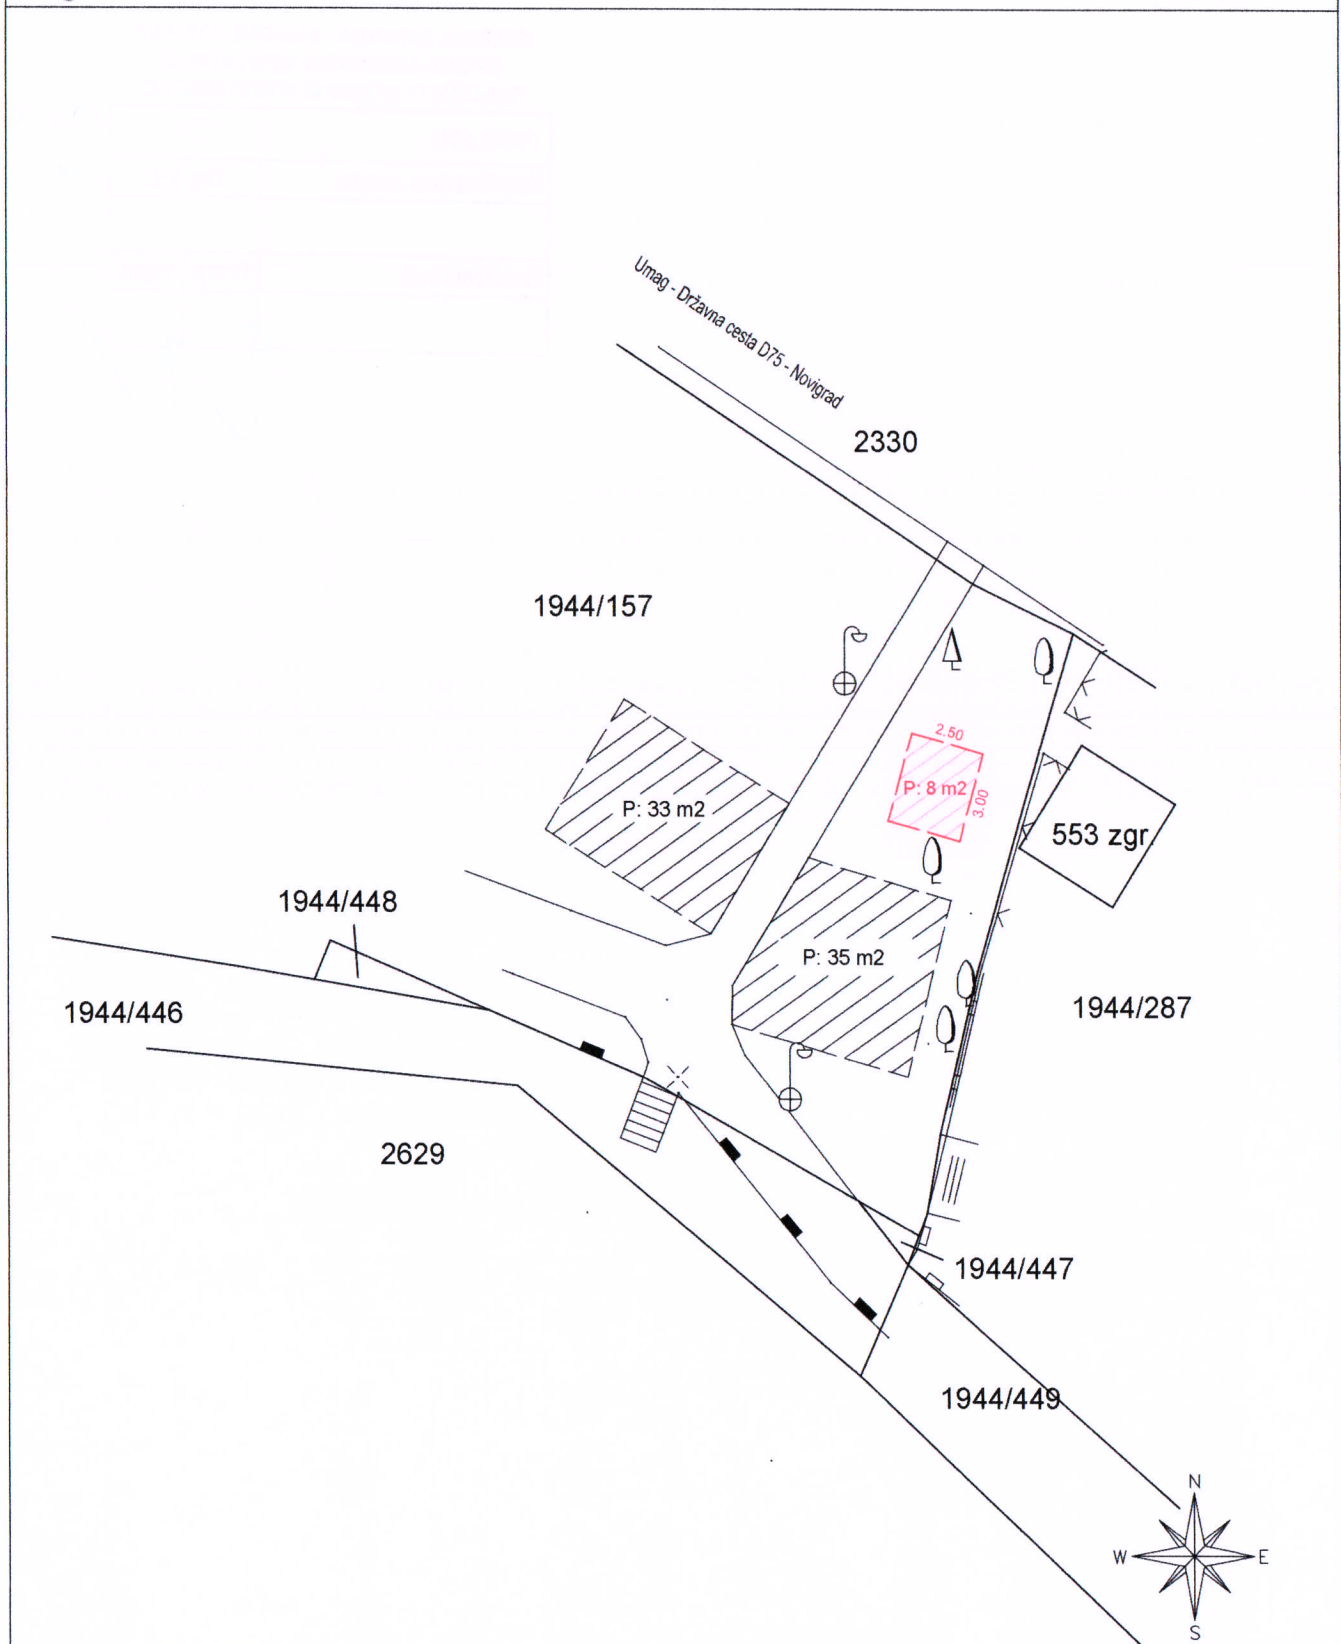 Umag - Državna cesta D75 - Novigrad
2330
1944/157
2.50
P: 8 m2
3.00
P: 33 m2
553 zgr.
1944/448
P: 35 m2
1944/446
1944/287
2629
1944/447
1944/449
N
W
E
S